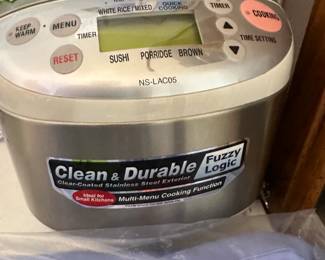 KEEP WARM
MENU
WHITE RICE/MIXED
QUICK COOKING
TIMER
COOKING
TIMER
RESET
SUSHI PORRIDGE BROWN
TIME SETTING
NS-LAC05
Clean & Durable
Clear-Coated Stainless Steel Exterior
Fuzzy Logic
Ideal for Small Kitchens
Multi-Menu Cooking Function